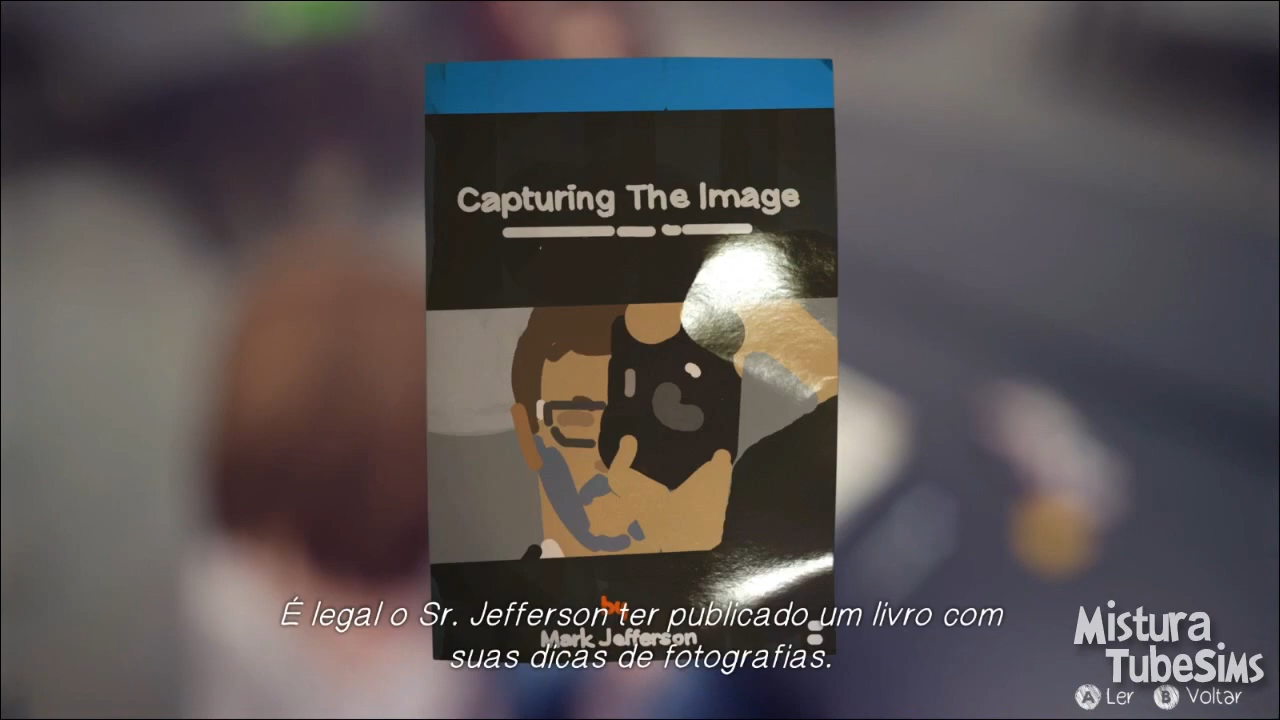 Capturing The Image
by
Mark Jefferson
É legal o Sr. Jefferson ter publicado um livro com
suas dicas de fotografias.
Mistura
TubeSims
A Ler B Voltar